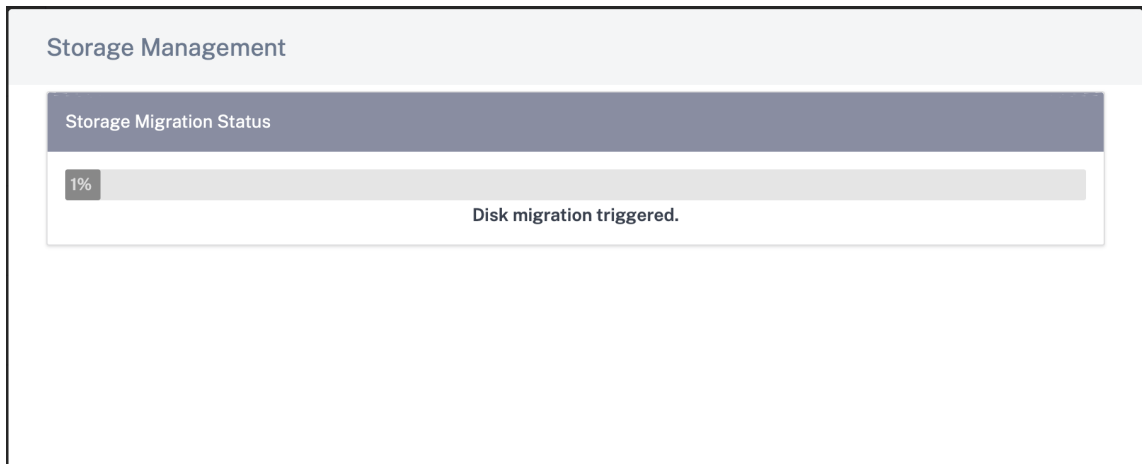 Storage Management
Storage Migration Status
1%
Disk migration triggered.